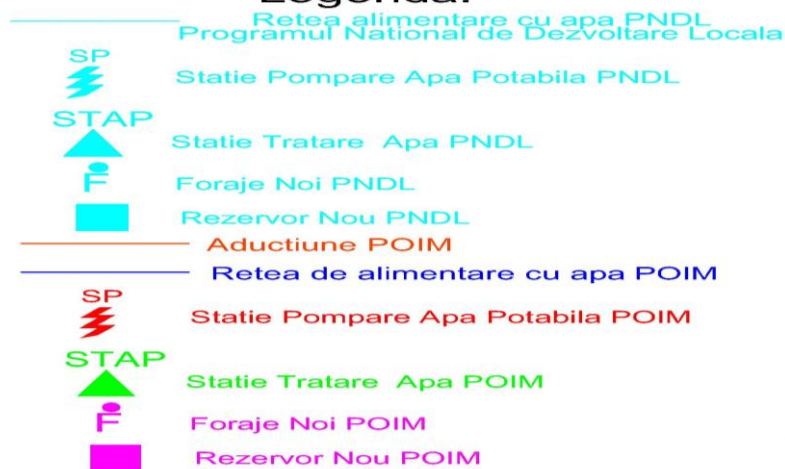 Legenda:
Retea alimentare cu apa PNDL
Programul National de Dezvoltare Locala
SP
Statie Pompare Apa Potabila PNDL
STAP
Statie Tratare Apa PNDL
F
Foraje Noi PNDL
Rezervor Nou PNDL
Aductiune POIM
Retea de alimentare cu apa POIM
SP
Statie Pompare Apa Potabila POIM
STAP
Statie Tratare Apa POIM
F
Foraje Noi POIM
Rezervor Nou POIM